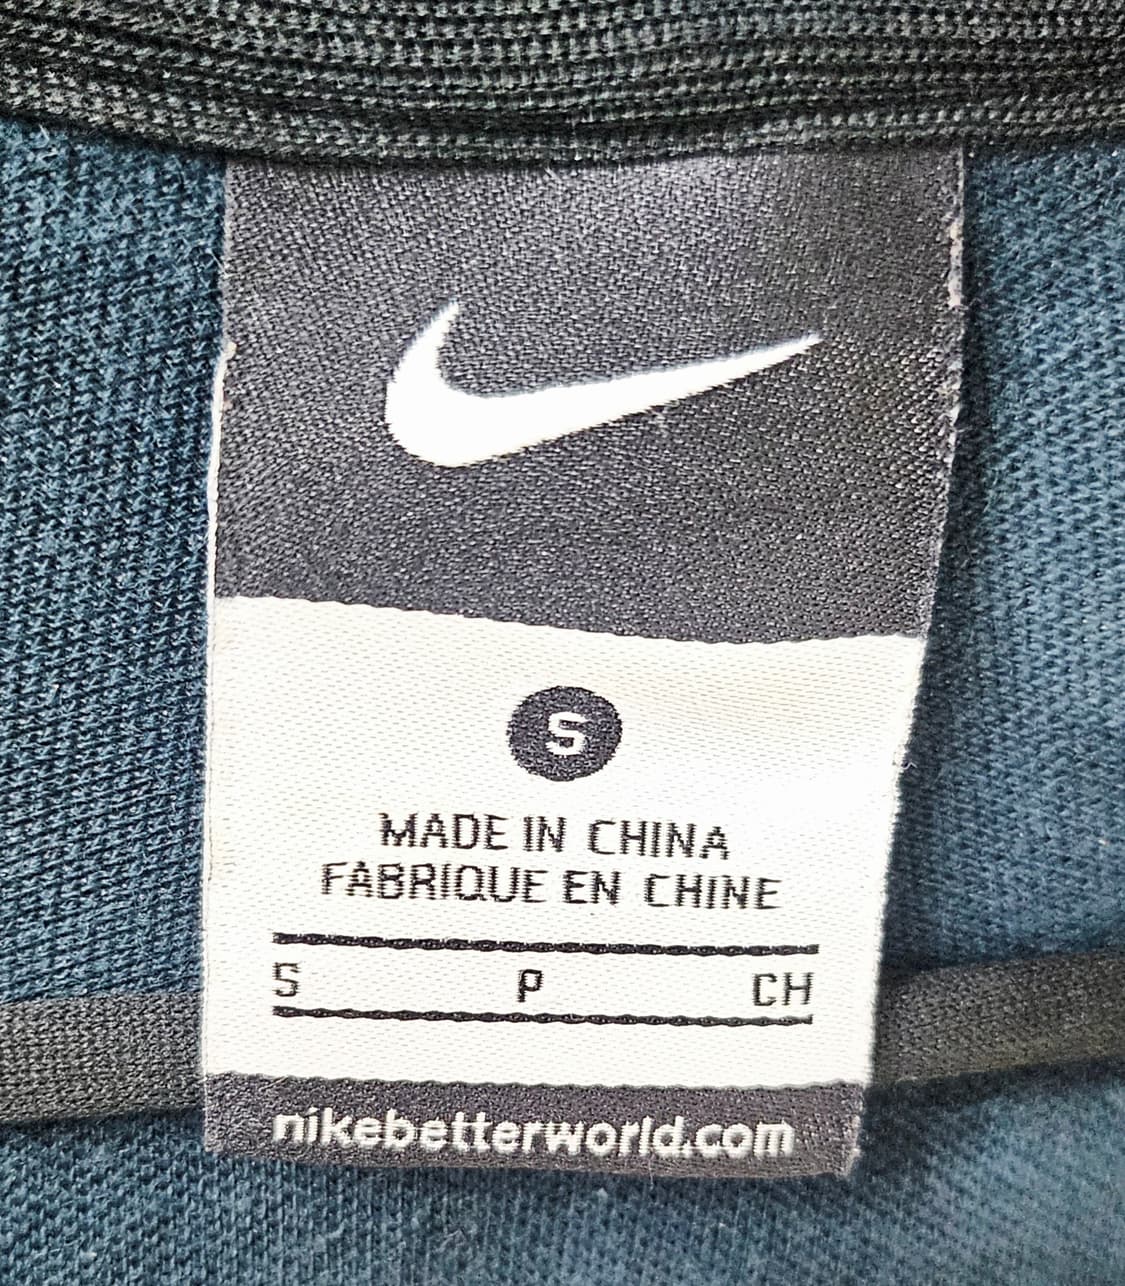 S
MADE IN CHINA
FABRIQUE EN CHINE
S P CH
nikebetterworld.com